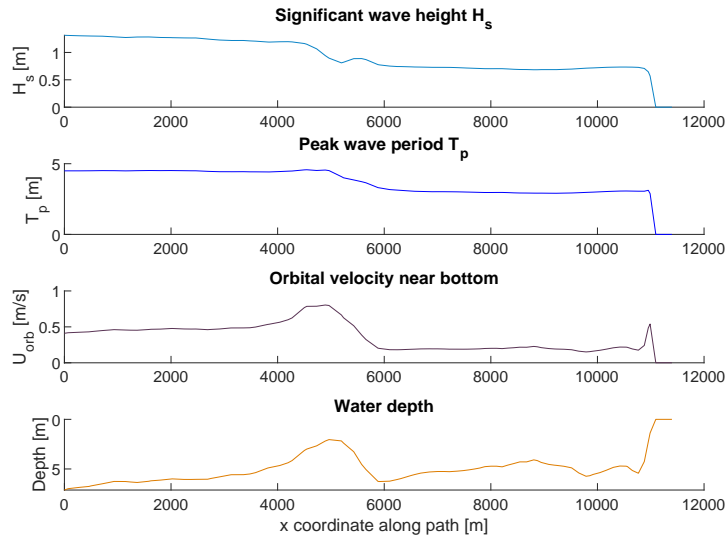 Significant wave height H_s
H_s [m]
1
0.5
0
0 2000 4000 6000 8000 10000 12000
Peak wave period T_p
T_p [m]
5
0
0 2000 4000 6000 8000 10000 12000
Orbital velocity near bottom
U_orb [m/s]
1
0.5
0
0 2000 4000 6000 8000 10000 12000
Water depth
Depth [m]
0
5
0 2000 4000 6000 8000 10000 12000
x coordinate along path [m]